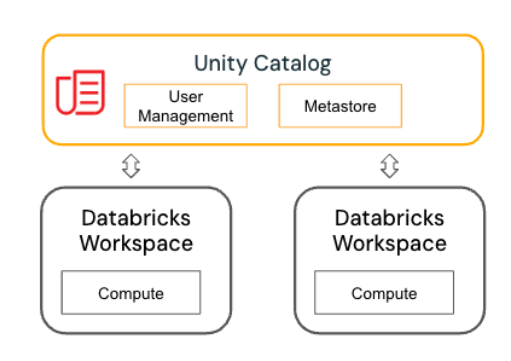 Unity Catalog
User
Management
Metastore
Databricks
Workspace
Compute
Databricks
Workspace
Compute